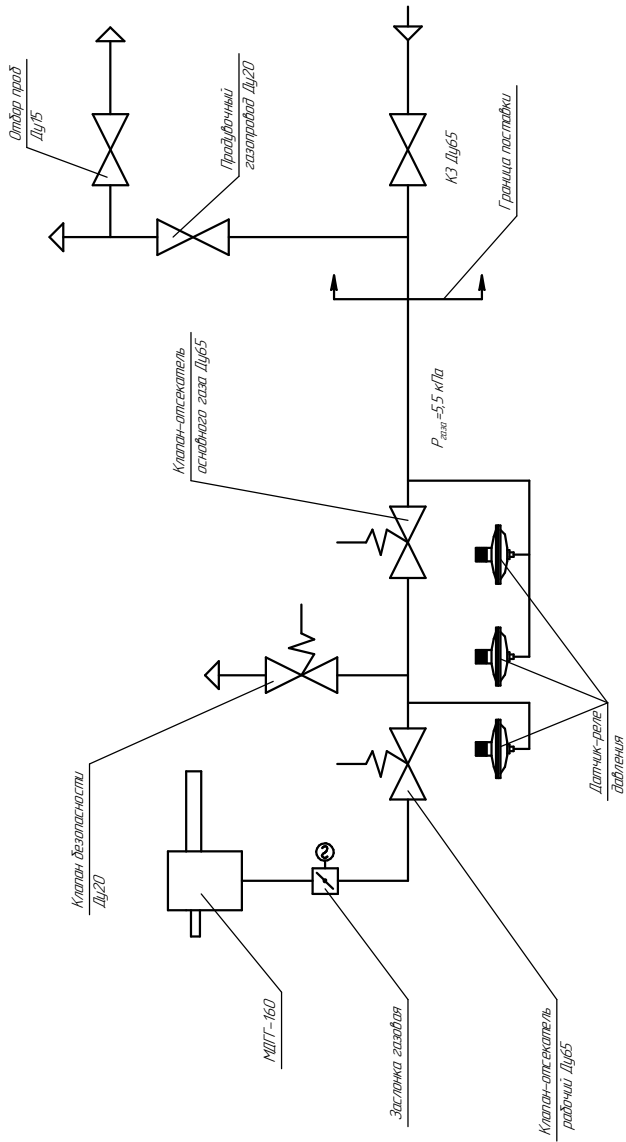 Отбор проб
Ду15
Продувочный
газопровод Ду20
КЗ Ду65
Граница поставки
Клапан-отсекатель
основного газа Ду65
Pгаза=5,5 кПа
Клапан безопасности
Ду20
Датчик-реле
давления
МДГГ-160
Заслонка газовая
Клапан-отсекатель
рабочий Ду65